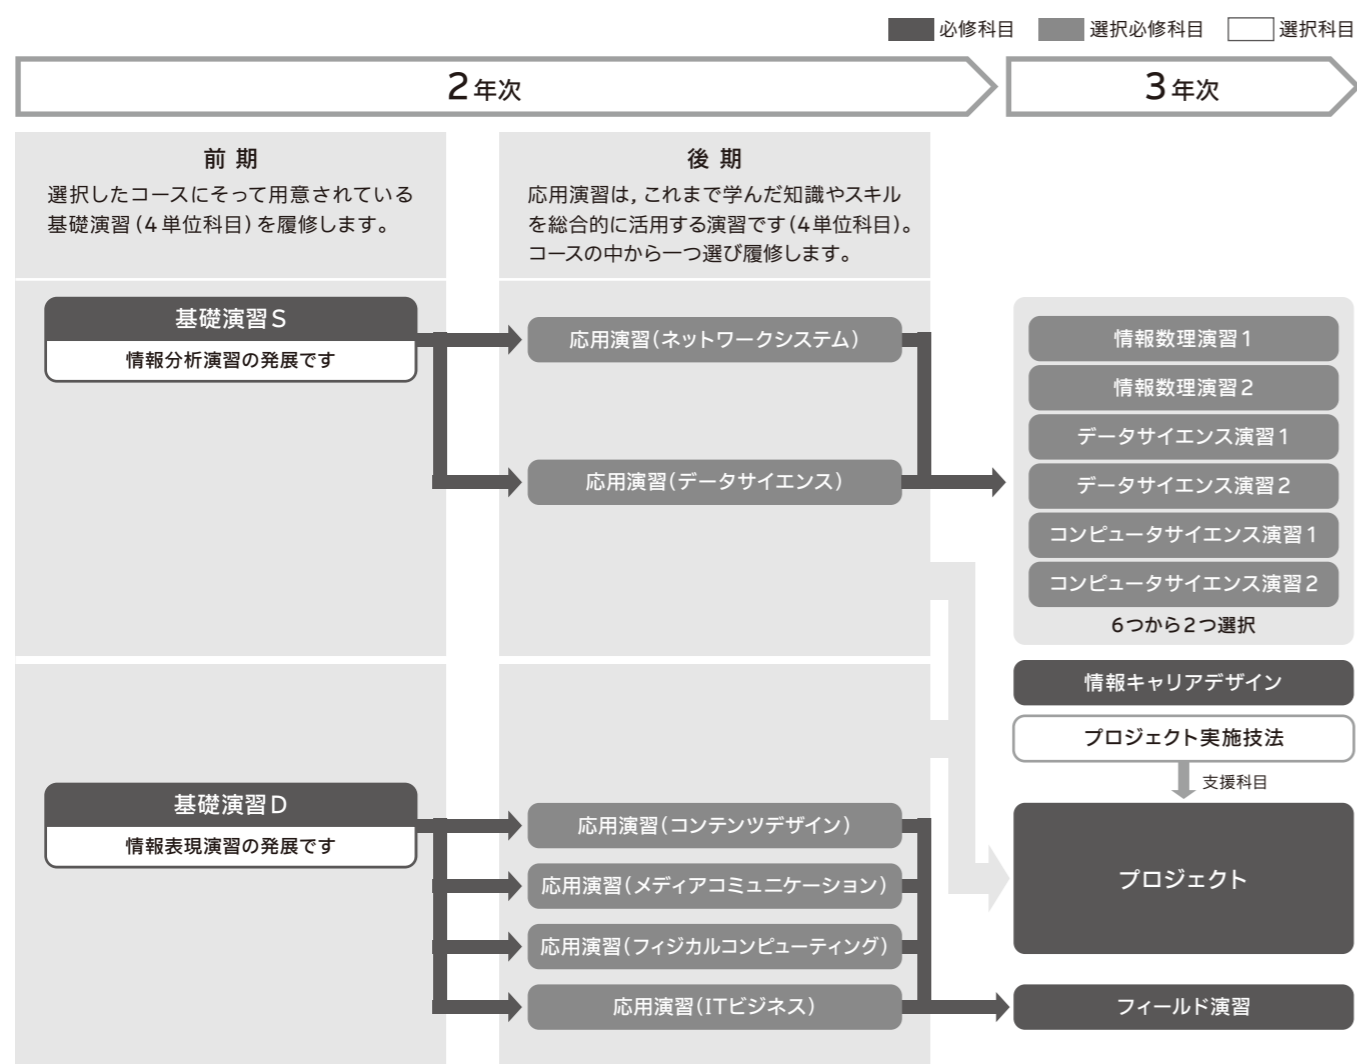 必修科目 選択必修科目 選択科目
2年次
3年次
前期
選択したコースにそって用意されている
基礎演習(4単位科目)を履修します。
後期
応用演習は,これまで学んだ知識やスキル
を総合的に活用する演習です(4単位科目)。
コースの中から一つ選び履修します。
基礎演習S
情報分析演習の発展です
応用演習(ネットワークシステム)
応用演習(データサイエンス)
情報数理演習1
情報数理演習2
データサイエンス演習1
データサイエンス演習2
コンピュータサイエンス演習1
コンピュータサイエンス演習2
6つから2つ選択
情報キャリアデザイン
プロジェクト実施技法
支援科目
基礎演習D
情報表現演習の発展です
応用演習(コンテンツデザイン)
応用演習(メディアコミュニケーション)
応用演習(フィジカルコンピューティング)
応用演習(ITビジネス)
プロジェクト
フィールド演習